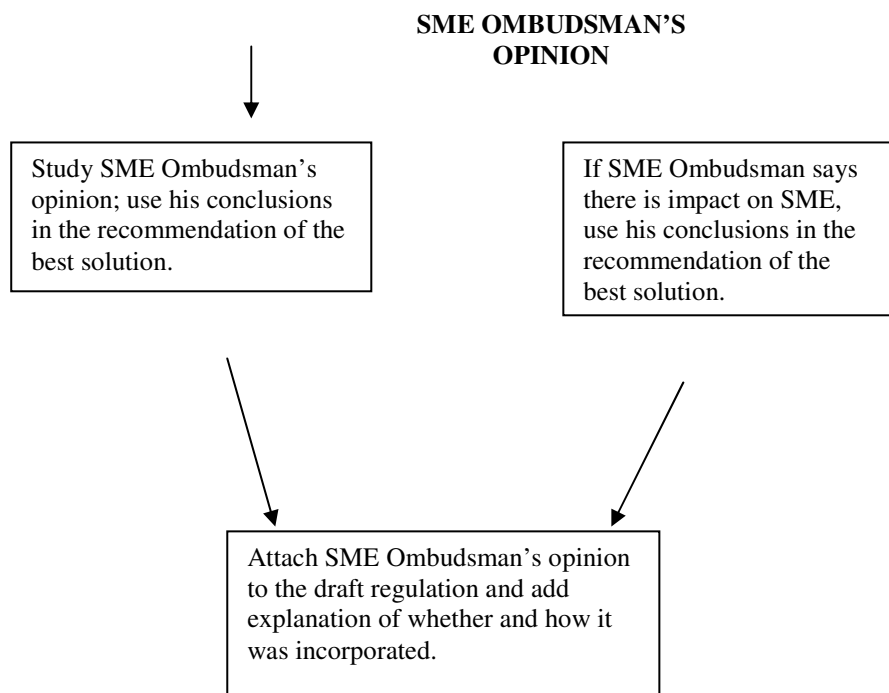 SME OMBUDSMAN’S
OPINION
Study SME Ombudsman’s
opinion; use his conclusions
in the recommendation of the
best solution.
If SME Ombudsman says
there is impact on SME,
use his conclusions in the
recommendation of the
best solution.
Attach SME Ombudsman’s opinion
to the draft regulation and add
explanation of whether and how it
was incorporated.